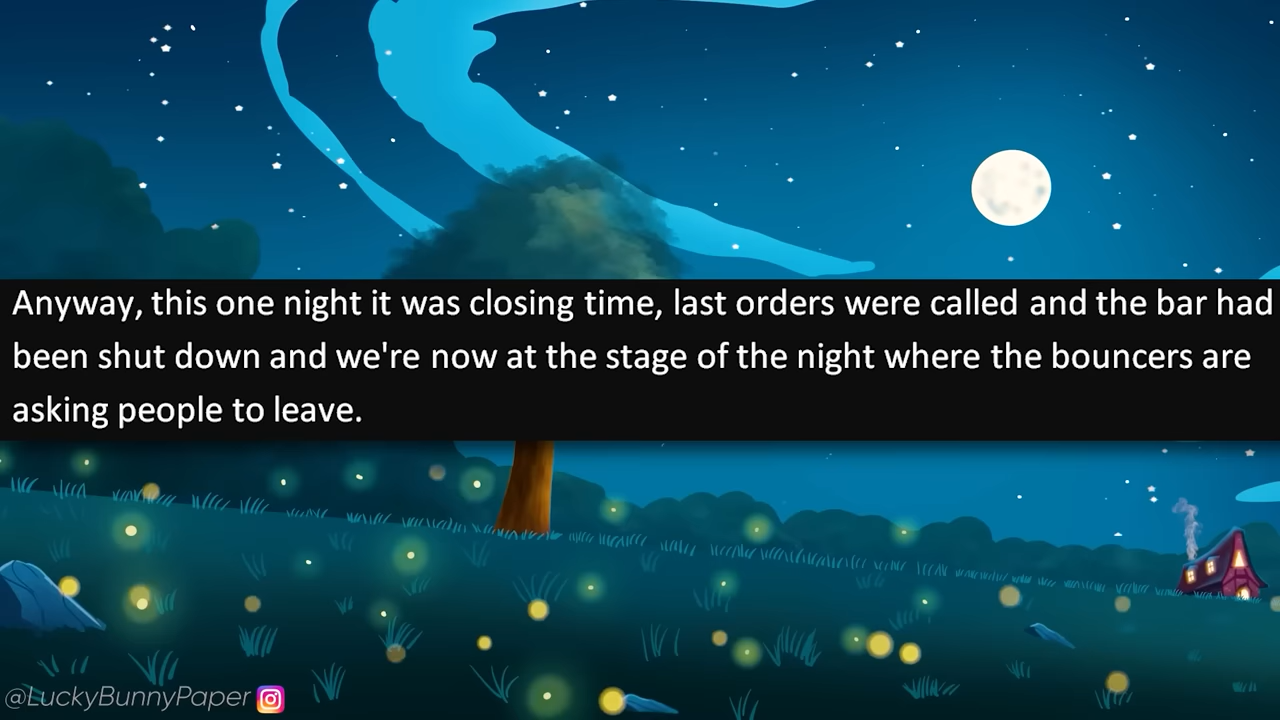 Anyway, this one night it was closing time, last orders were called and the bar had
been shut down and we're now at the stage of the night where the bouncers are
asking people to leave.
@LuckyBunnyPaper